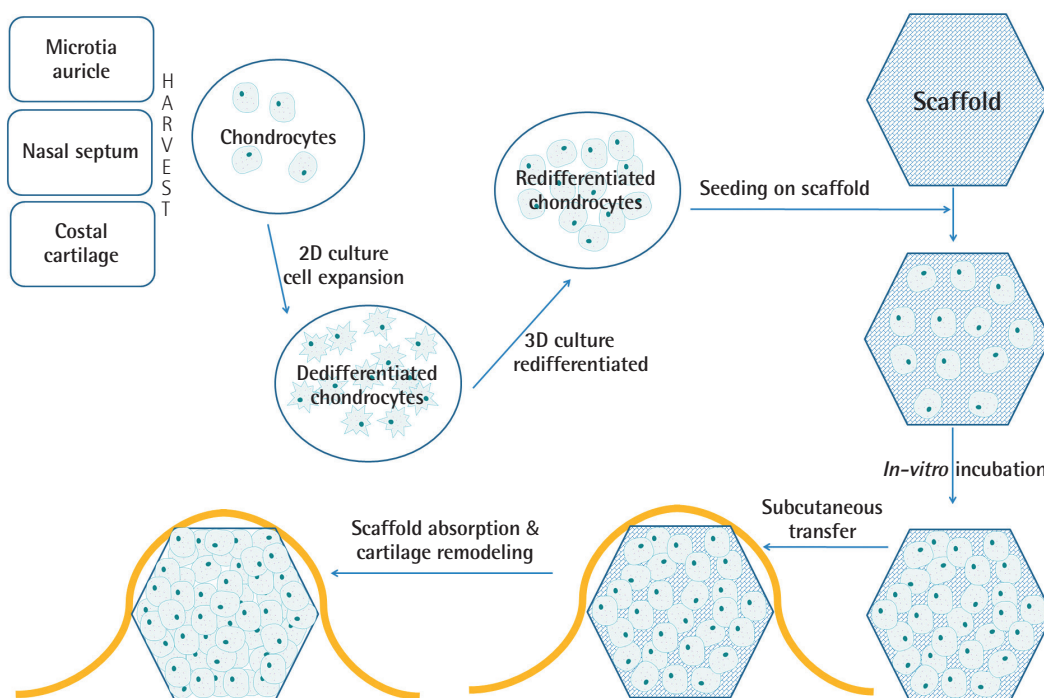 Microtia
auricle
Nasal septum
Costal
cartilage
HARVEST
Chondrocytes
2D culture
cell expansion
Dedifferentiated
chondrocytes
3D culture
redifferentiated
Redifferentiated
chondrocytes
Seeding on scaffold
Scaffold
In-vitro incubation
Subcutaneous
transfer
Scaffold absorption &
cartilage remodeling